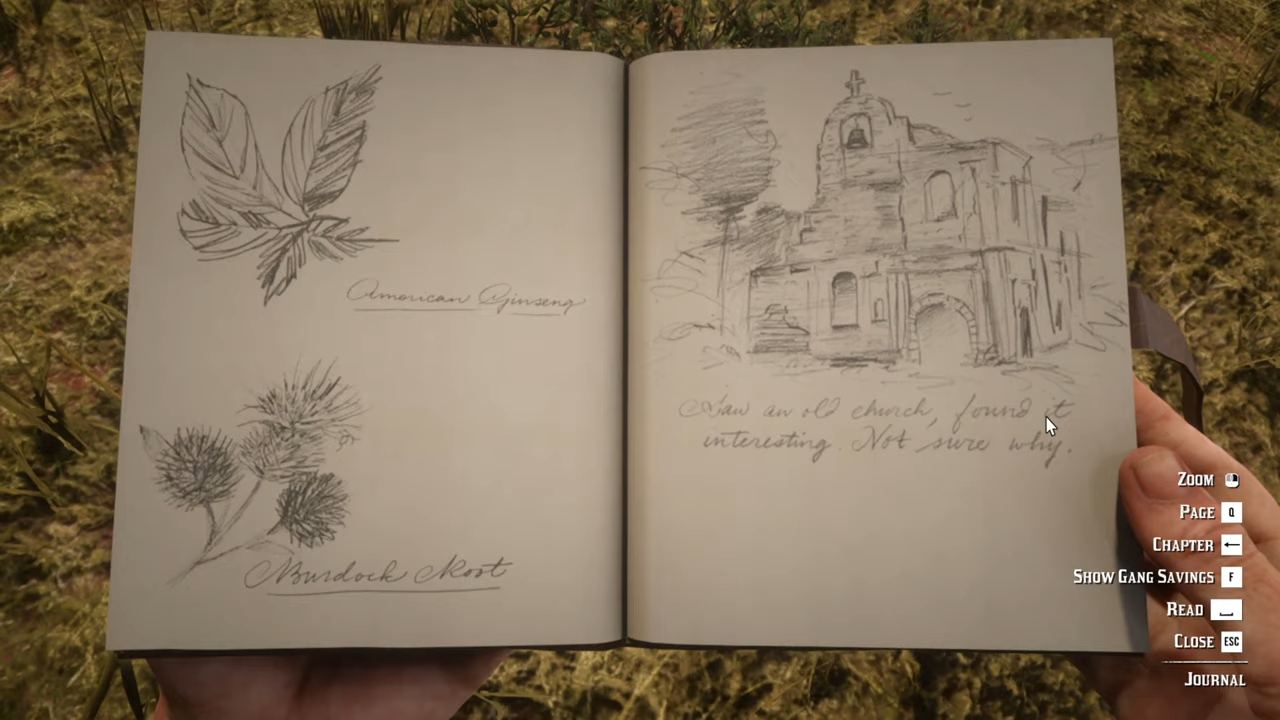 American Ginseng
Burdock Root
Saw an old church, found it
interesting. Not sure why.
ZOOM
PAGE Q
CHAPTER ←
SHOW GANG SAVINGS F
READ
CLOSE ESC
JOURNAL